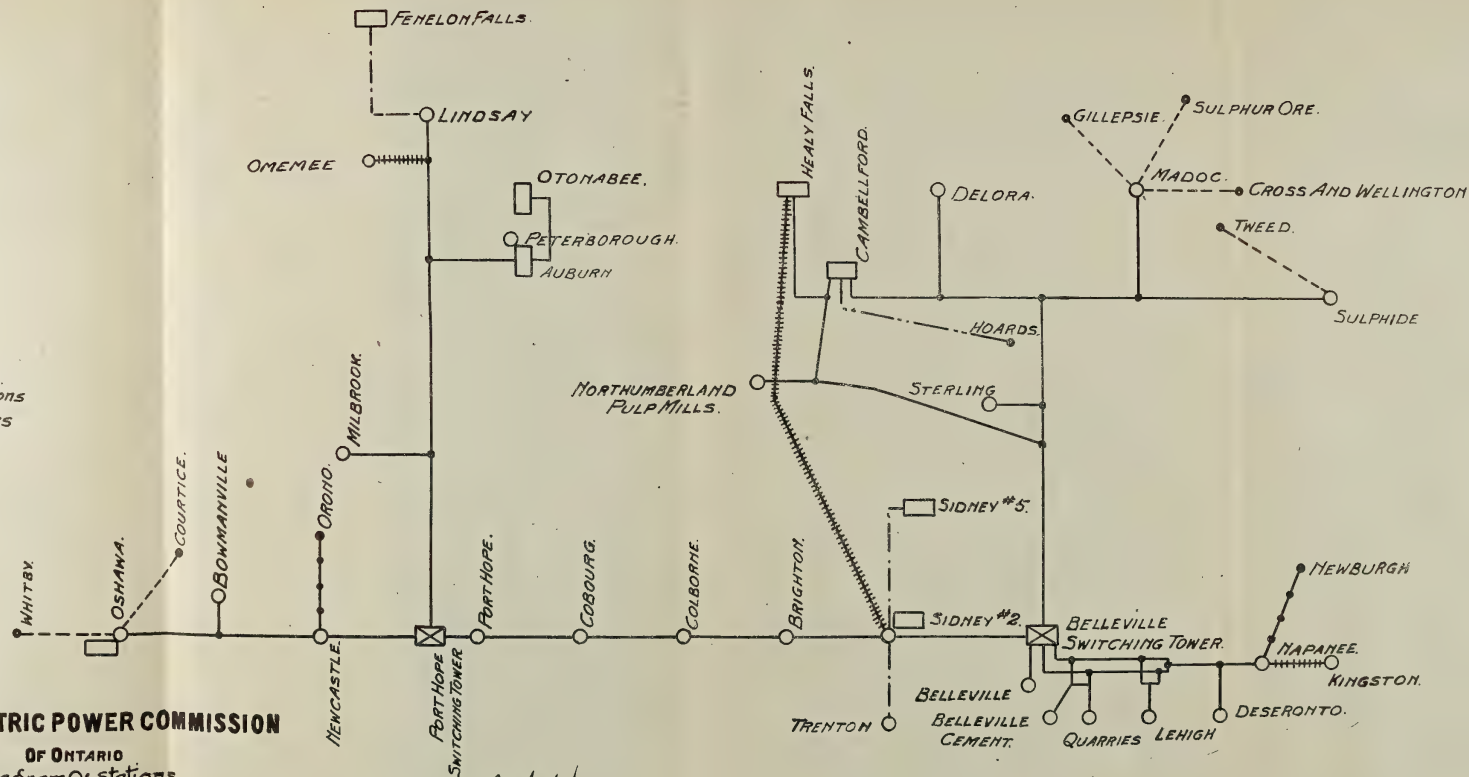 FENELON FALLS.
LINDSAY
OMEMEE
OTONABEE.
PETERBOROUGH.
AUBURN
HEALY FALLS.
CAMBELLFORD.
DELORA.
GILLEPSIE.
SULPHUR ORE.
MADOC.
CROSS AND WELLINGTON
TWEED.
SULPHIDE
HOARDS.
NORTHUMBERLAND
PULP MILLS.
STERLING
MILBROOK.
ons
s
COURTICE.
BOWMANVILLE
ORONO.
WHITBY.
OSHAWA.
NEWCASTLE.
PORT HOPE
SWITCHING TOWER
PORT HOPE.
COBOURG.
COLBORNE.
BRIGHTON.
SIDNEY #5.
SIDNEY #2.
TRENTON
BELLEVILLE
SWITCHING TOWER.
NEWBURGH
NAPANEE.
KINGSTON.
BELLEVILLE
BELLEVILLE
CEMENT.
QUARRIES
LEHIGH
DESERONTO.
TRIC POWER COMMISSION
OF ONTARIO
stations